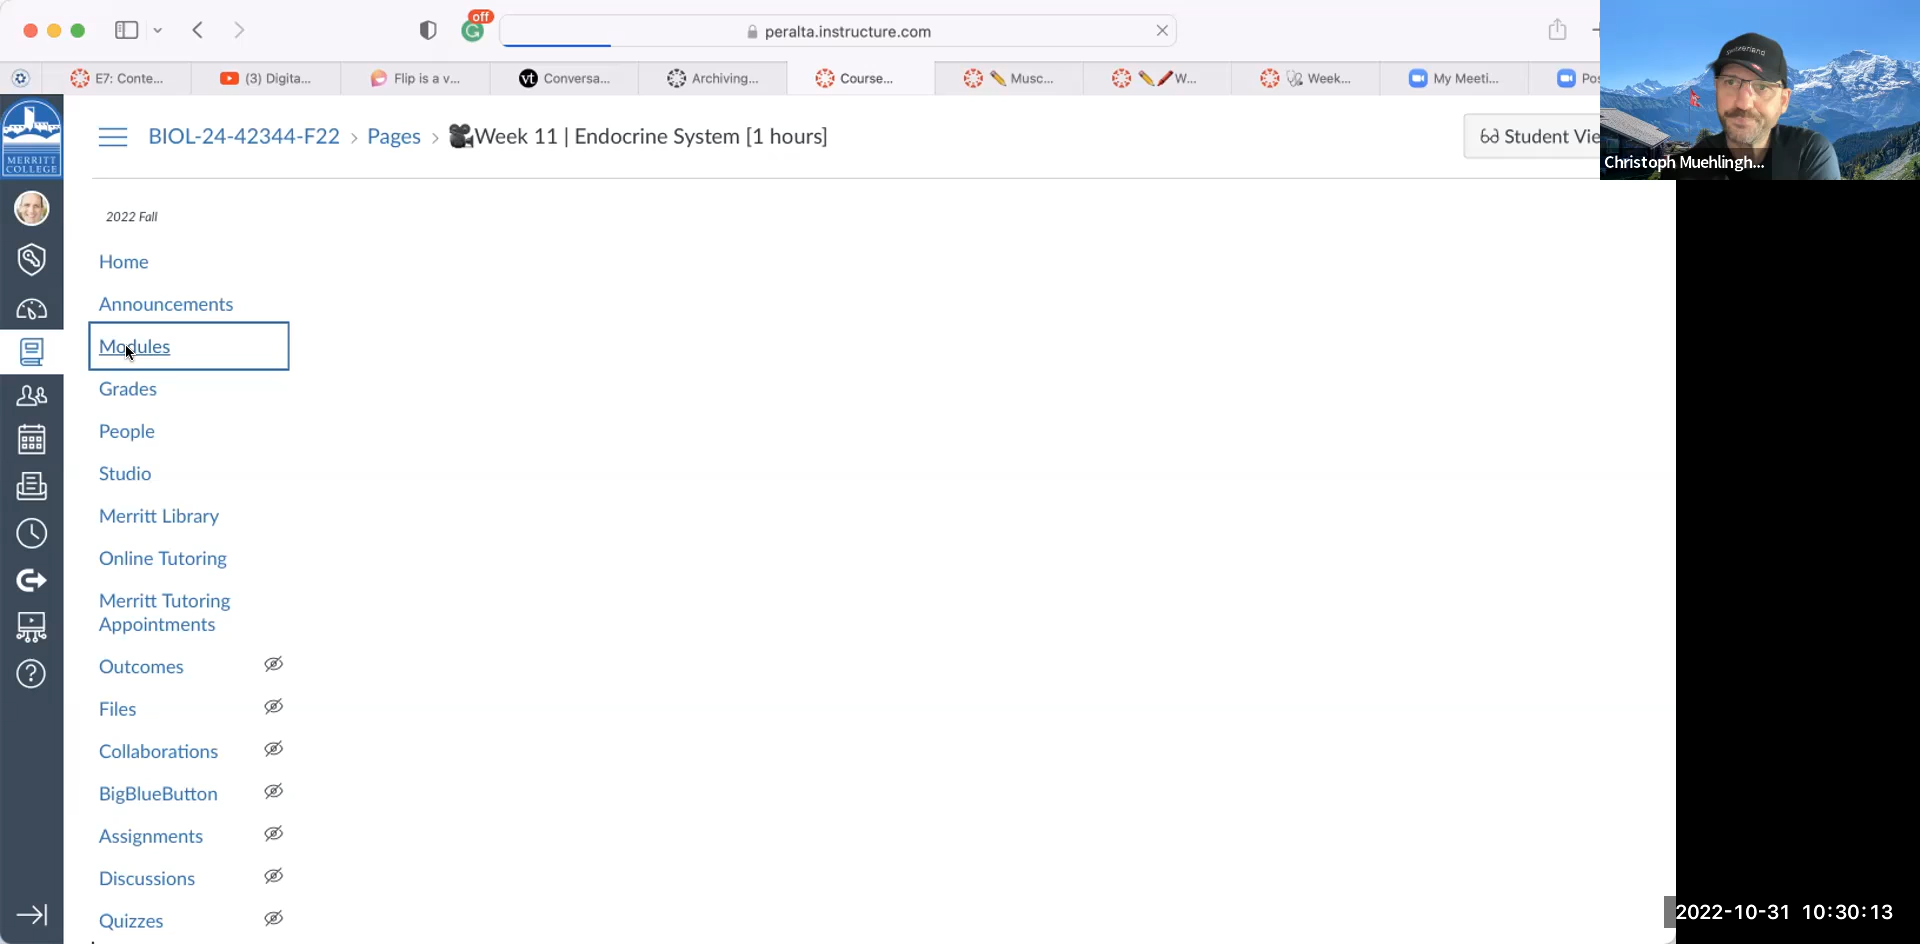 off
peralta.instructure.com
E7: Conte...
(3) Digita...
Flip is a v...
vt Conversa...
Archiving...
Course...
✏️ Musc...
✏️🖍️W...
🩺 Week...
My Meeti...
Pos
MERRITT
COLLEGE
BIOL-24-42344-F22 › Pages › 🎥Week 11 | Endocrine System [1 hours]
Student Vie
Switzerland
Christoph Muehlingh...
2022 Fall
Home
Announcements
Modules
Grades
People
Studio
Merritt Library
Online Tutoring
Merritt Tutoring
Appointments
Outcomes
Files
Collaborations
BigBlueButton
Assignments
Discussions
Quizzes
2022-10-31 10:30:13